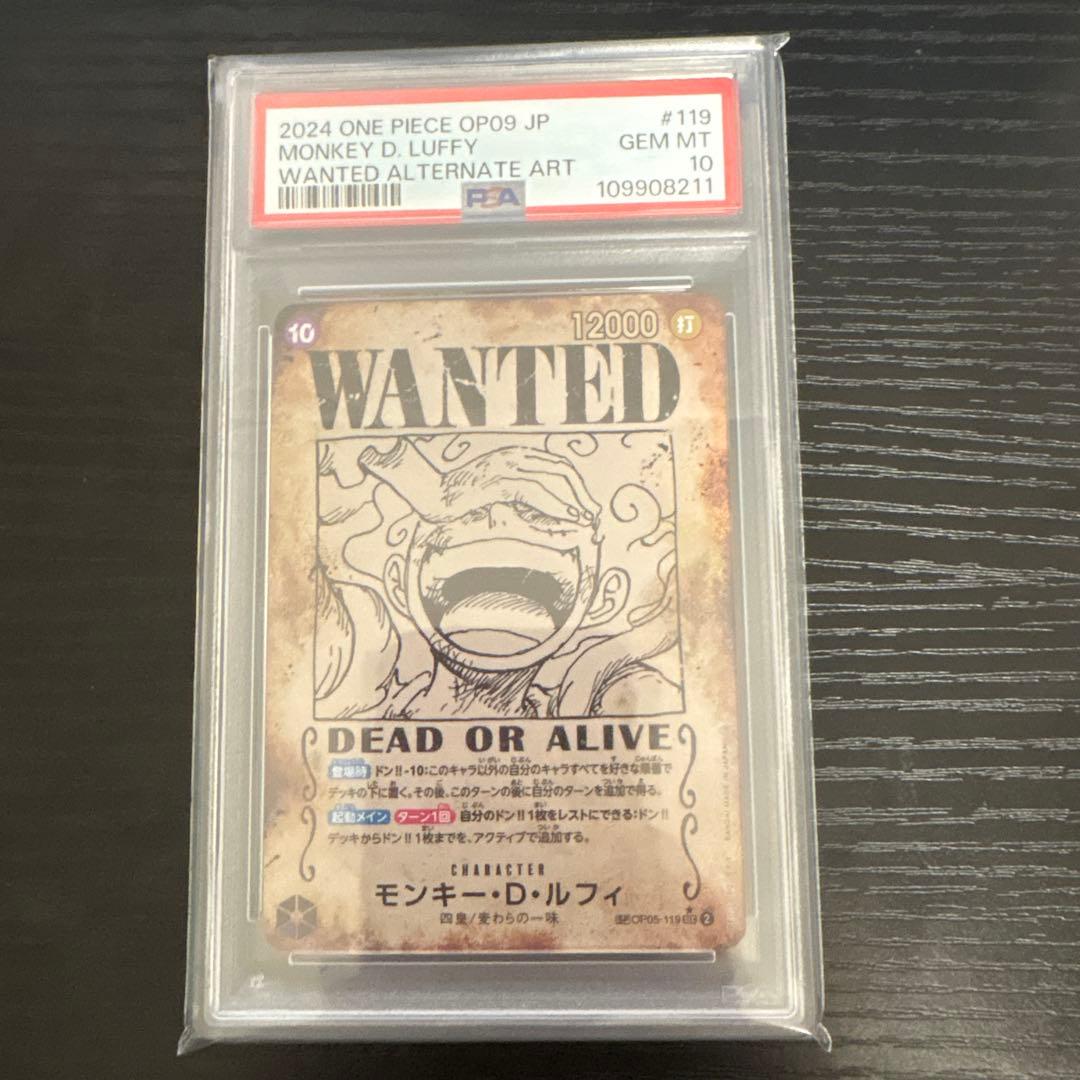 2024 ONE PIECE OP09 JP #119
MONKEY D. LUFFY GEM MT
WANTED ALTERNATE ART 10
PSA 109908211
10 12000 打
WANTED
DEAD OR ALIVE
登場時 ドン!!-10:このキャラ以外の自分のキャラすべてを好きな順番で
デッキの下に置く。その後、このターンの後に自分のターンを追加で得る。
起動メイン ターン1回 自分のドン!!1枚をレストにできる:ドン!!
デッキからドン!!1枚までを、アクティブで追加する。
CHARACTER
モンキー・D・ルフィ
四皇/麦わらの一味
SP OP05-119 SEC 2